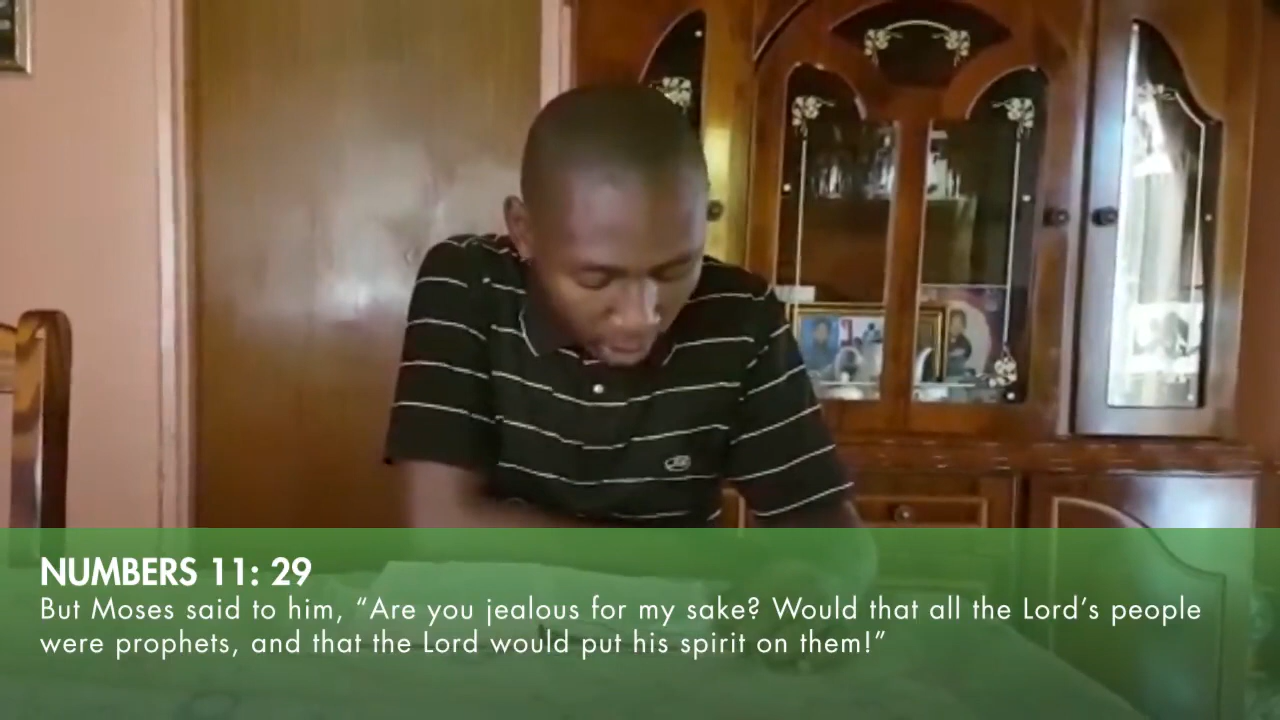 NUMBERS 11: 29
But Moses said to him, “Are you jealous for my sake? Would that all the Lord’s people
were prophets, and that the Lord would put his spirit on them!”